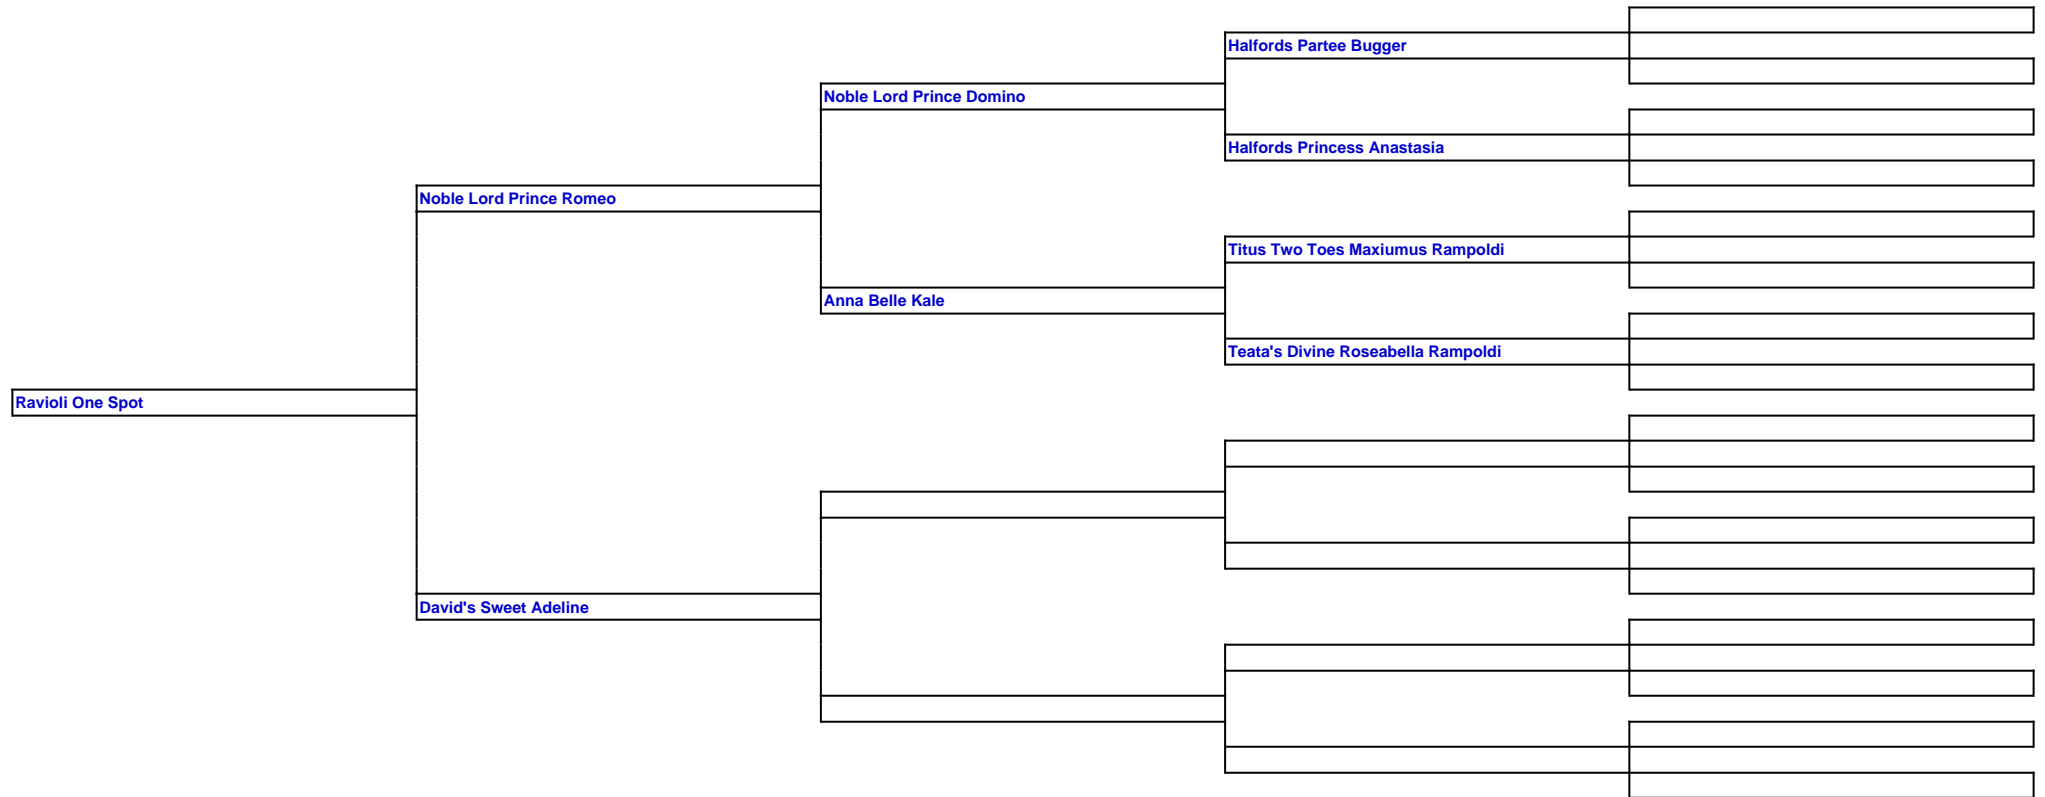 Halfords Partee Bugger
Noble Lord Prince Domino
Halfords Princess Anastasia
Noble Lord Prince Romeo
Titus Two Toes Maxiumus Rampoldi
Anna Belle Kale
Teata's Divine Roseabella Rampoldi
Ravioli One Spot
David's Sweet Adeline